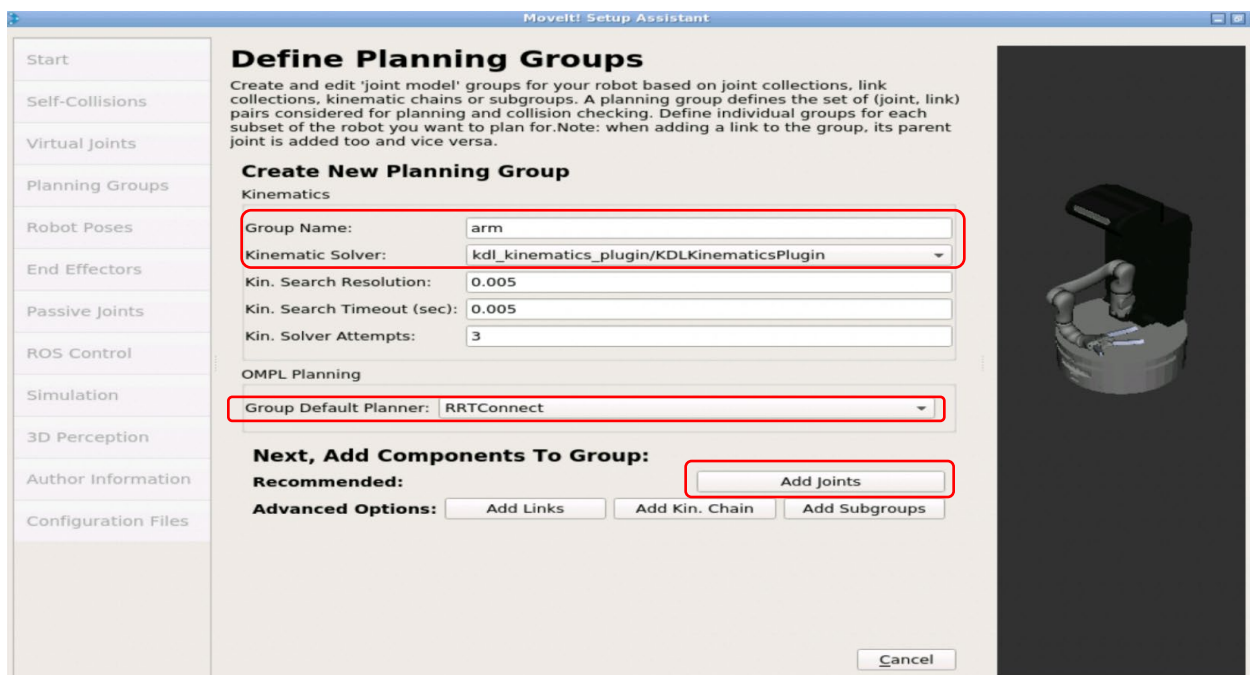 MoveIt! Setup Assistant
Start
Self-Collisions
Virtual Joints
Planning Groups
Robot Poses
End Effectors
Passive Joints
ROS Control
Simulation
3D Perception
Author Information
Configuration Files
Define Planning Groups
Create and edit 'joint model' groups for your robot based on joint collections, link
collections, kinematic chains or subgroups. A planning group defines the set of (joint, link)
pairs considered for planning and collision checking. Define individual groups for each
subset of the robot you want to plan for.Note: when adding a link to the group, its parent
joint is added too and vice versa.
Create New Planning Group
Kinematics
Group Name: arm
Kinematic Solver: kdl_kinematics_plugin/KDLKinematicsPlugin
Kin. Search Resolution: 0.005
Kin. Search Timeout (sec): 0.005
Kin. Solver Attempts: 3
OMPL Planning
Group Default Planner: RRTConnect
Next, Add Components To Group:
Recommended: Add Joints
Advanced Options: Add Links Add Kin. Chain Add Subgroups
Cancel